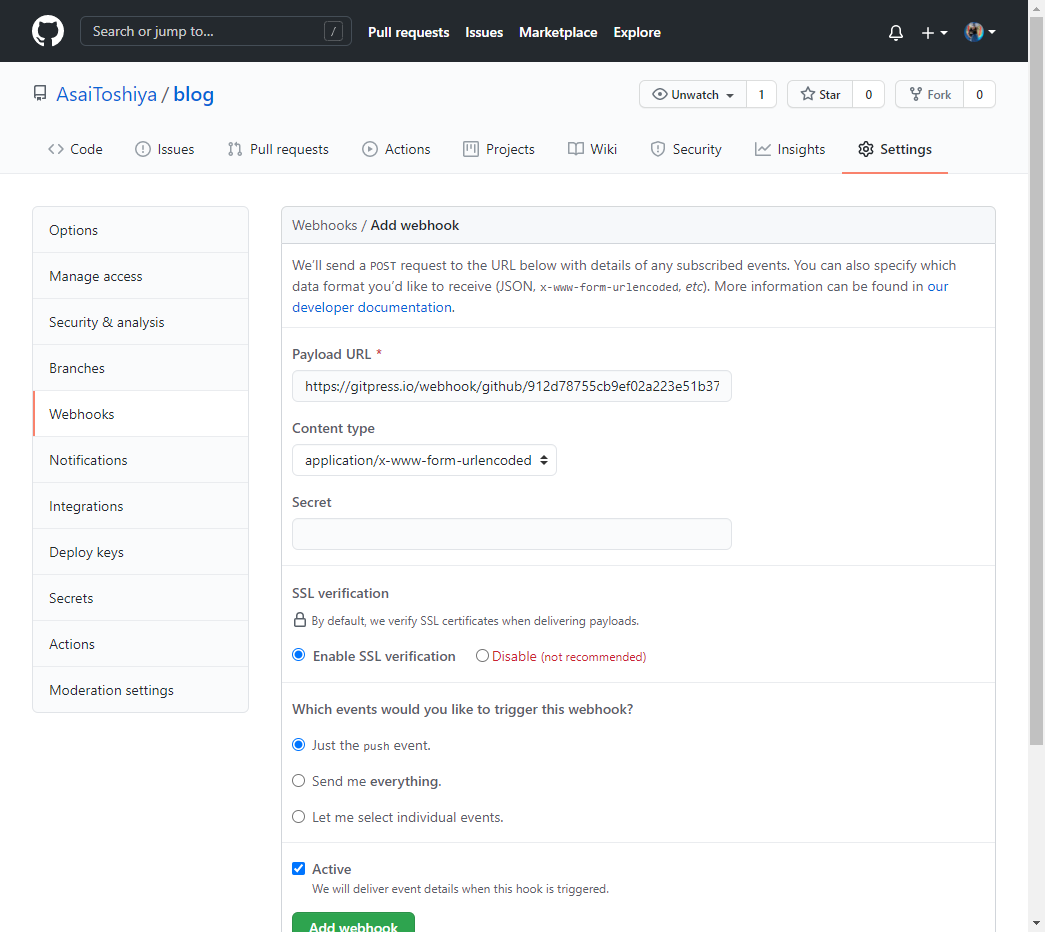 Search or jump to... /
Pull requests Issues Marketplace Explore
AsaiToshiya / blog
Unwatch 1 Star 0 Fork 0
Code Issues Pull requests Actions Projects Wiki Security Insights Settings
Options
Manage access
Security & analysis
Branches
Webhooks
Notifications
Integrations
Deploy keys
Secrets
Actions
Moderation settings
Webhooks / Add webhook
We'll send a POST request to the URL below with details of any subscribed events. You can also specify which
data format you'd like to receive (JSON, x-www-form-urlencoded, etc). More information can be found in our
developer documentation.
Payload URL *
https://gitpress.io/webhook/github/912d78755cb9ef02a223e51b37
Content type
application/x-www-form-urlencoded
Secret
SSL verification
By default, we verify SSL certificates when delivering payloads.
Enable SSL verification Disable (not recommended)
Which events would you like to trigger this webhook?
Just the push event.
Send me everything.
Let me select individual events.
Active
We will deliver event details when this hook is triggered.
Add webhook